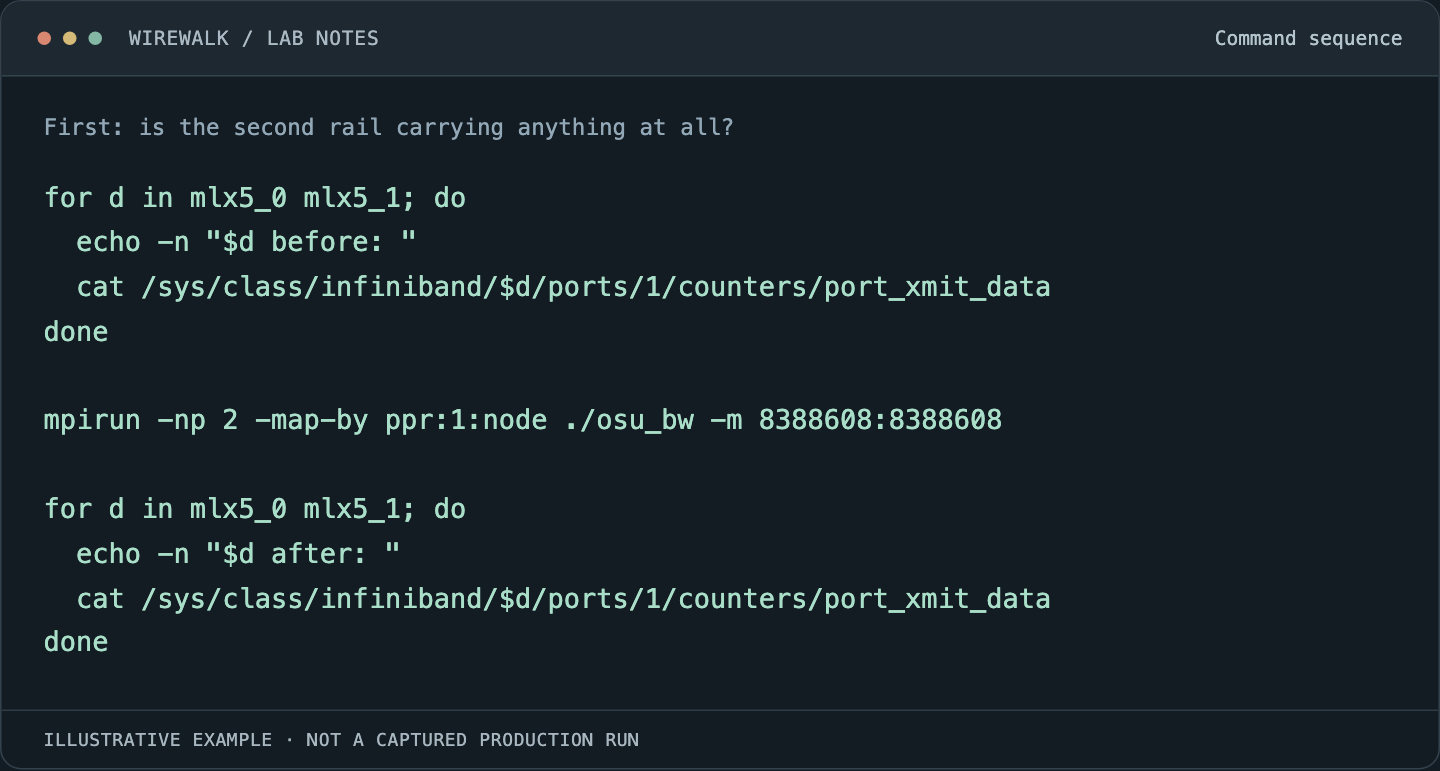 WIREWALK / LAB NOTES
Command sequence
First: is the second rail carrying anything at all?
for d in mlx5_0 mlx5_1; do
  echo -n "$d before: "
  cat /sys/class/infiniband/$d/ports/1/counters/port_xmit_data
done
mpirun -np 2 -map-by ppr:1:node ./osu_bw -m 8388608:8388608
for d in mlx5_0 mlx5_1; do
  echo -n "$d after: "
  cat /sys/class/infiniband/$d/ports/1/counters/port_xmit_data
done
ILLUSTRATIVE EXAMPLE · NOT A CAPTURED PRODUCTION RUN